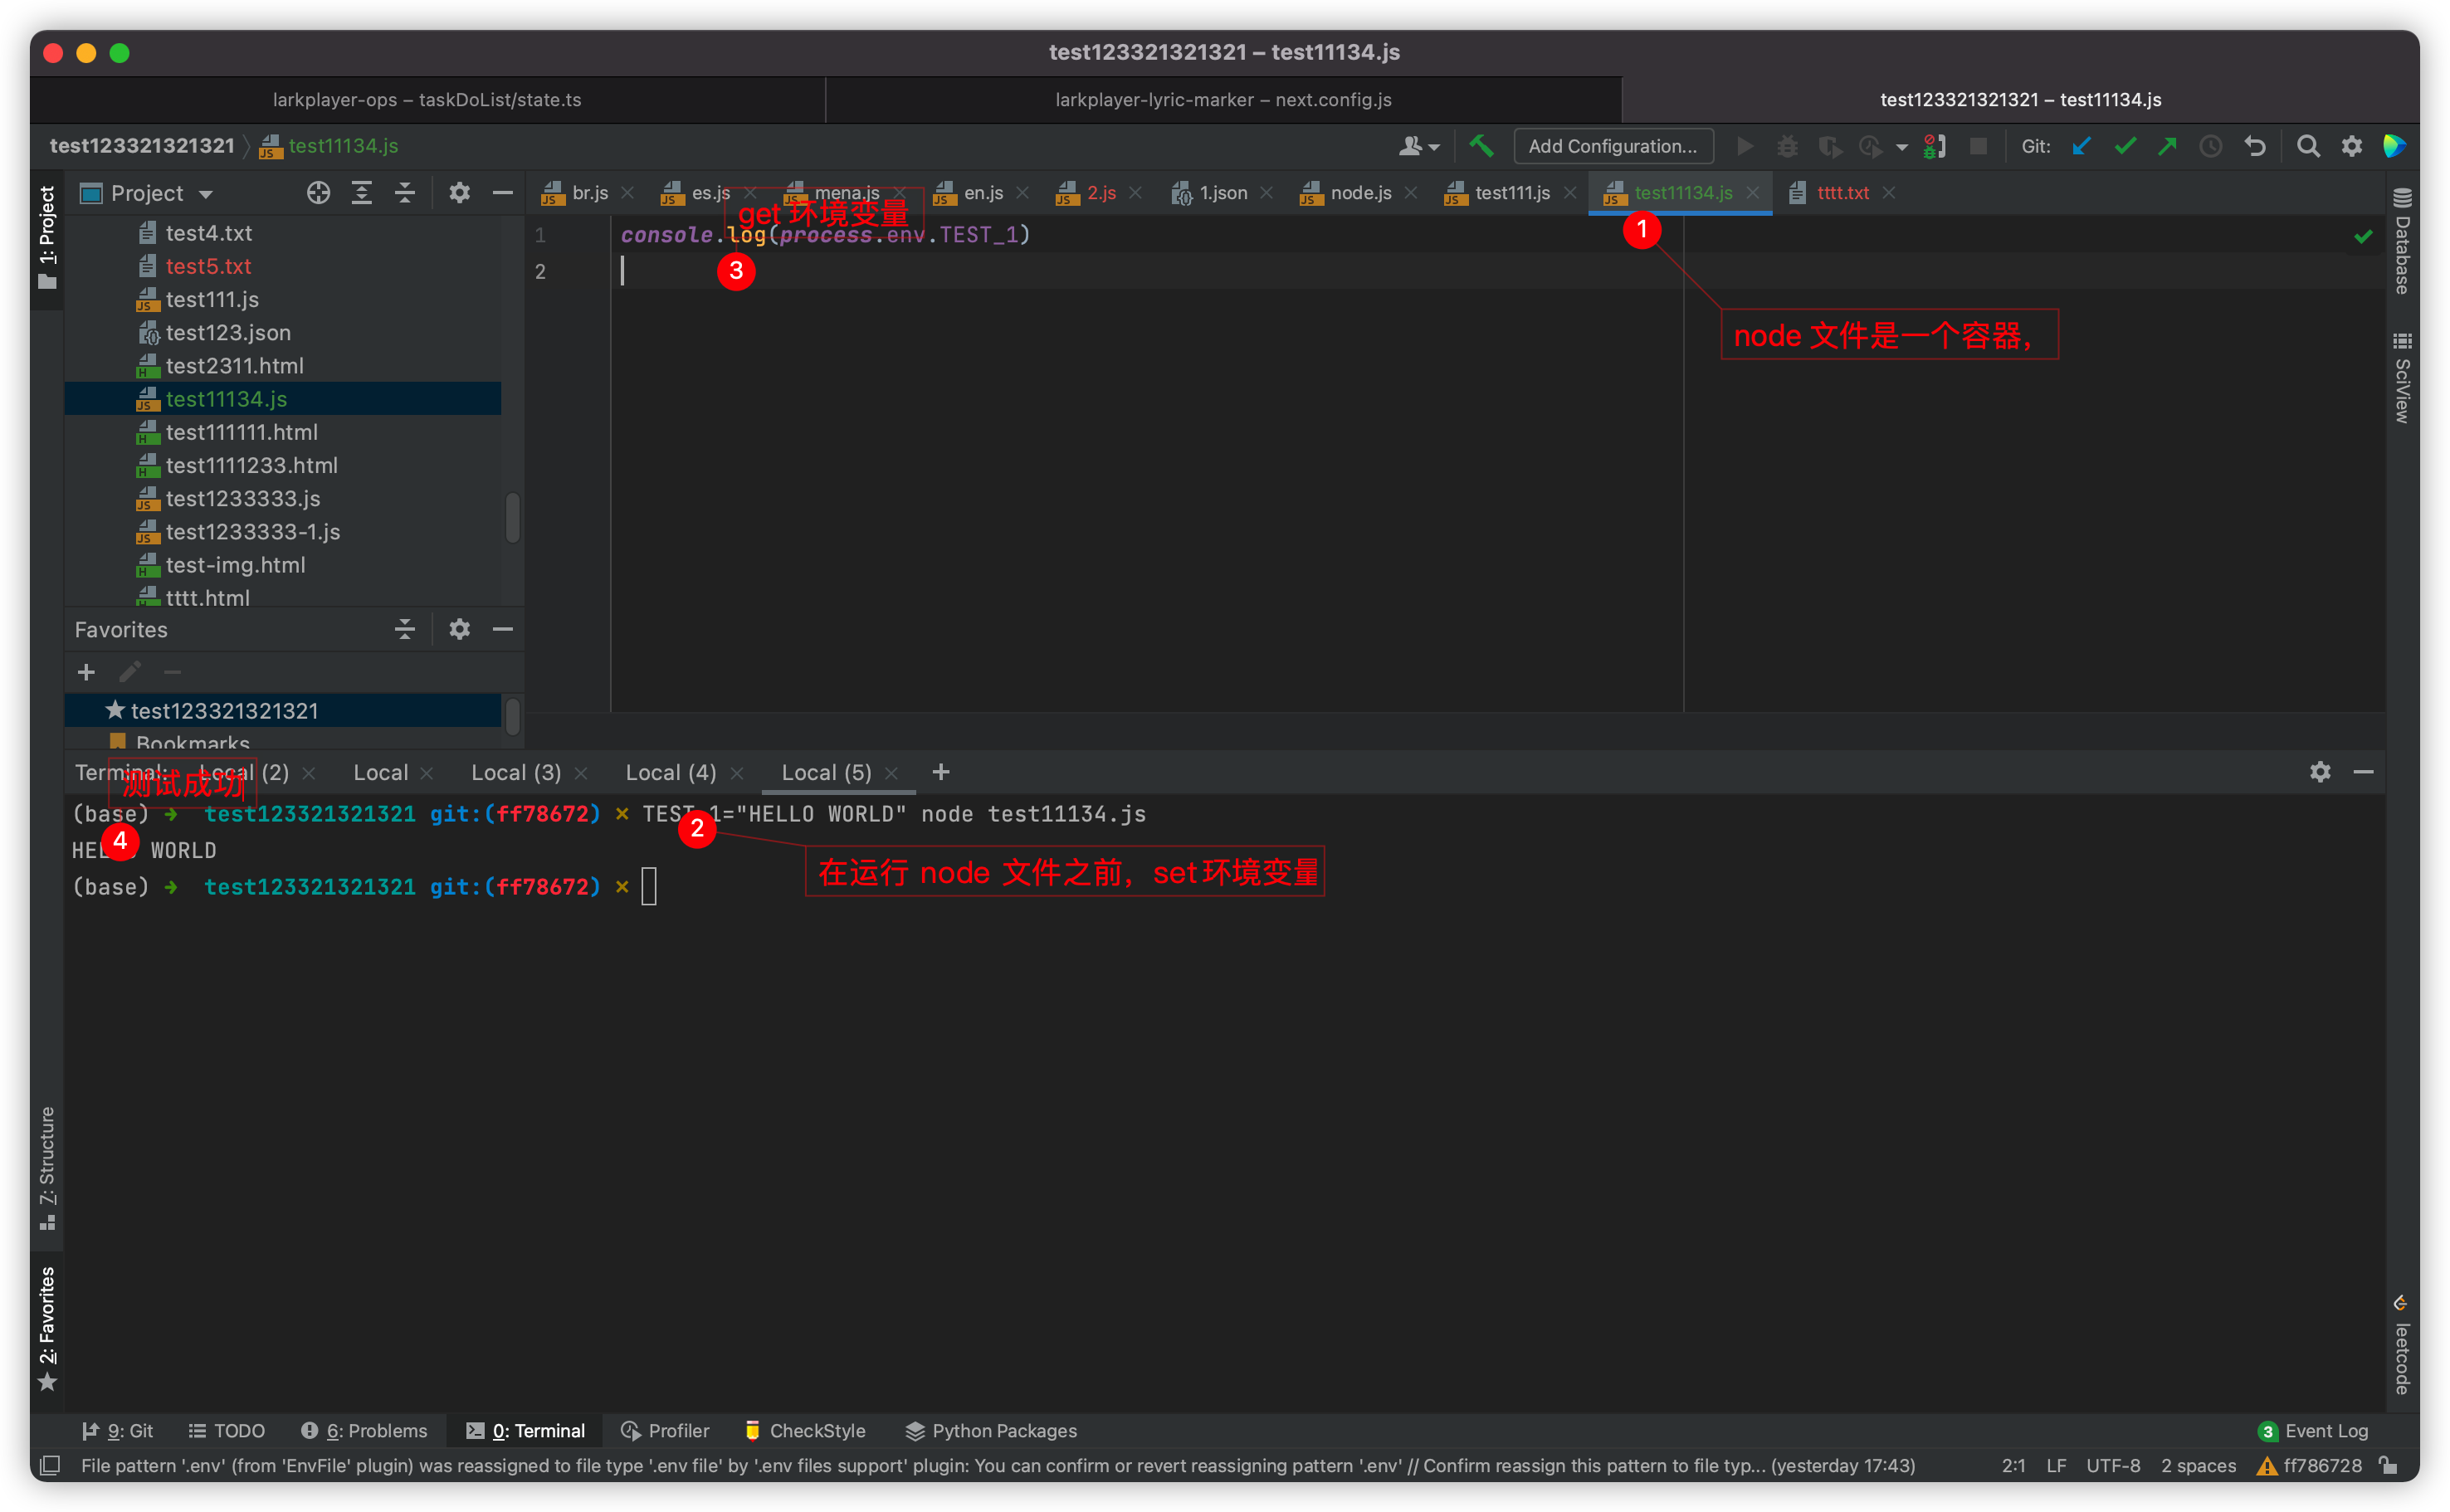 test123321321321 – test11134.js
larkplayer-ops – taskDoList/state.ts
larkplayer-lyric-marker – next.config.js
test123321321321 – test11134.js
test123321321321
test11134.js
Add Configuration...
Git:
1: Project
Project
br.js
es.js
mena.js
en.js
2.js
1.json
node.js
test111.js
test11134.js
tttt.txt
get 环境变量
1
1 console.log(process.env.TEST_1)
2
3
node 文件是一个容器，
test4.txt
test5.txt
test111.js
test123.json
test2311.html
test11134.js
test111111.html
test1111233.html
test1233333.js
test1233333-1.js
test-img.html
tttt.html
Database
SciView
Favorites
test123321321321
Bookmarks
Terminal:
Local (2)
Local
Local (3)
Local (4)
Local (5)
测试成功
(base) ➜ test123321321321 git:(ff78672) ✗ TEST_1="HELLO WORLD" node test11134.js
2
4
HELLO WORLD
在运行 node 文件之前，set环境变量
(base) ➜ test123321321321 git:(ff78672) ✗
7: Structure
2: Favorites
leetcode
9: Git
TODO
6: Problems
0: Terminal
Profiler
CheckStyle
Python Packages
3 Event Log
File pattern '.env' (from 'EnvFile' plugin) was reassigned to file type '.env file' by '.env files support' plugin: You can confirm or revert reassigning pattern '.env' // Confirm reassign this pattern to file typ... (yesterday 17:43)
2:1
LF
UTF-8
2 spaces
ff786728